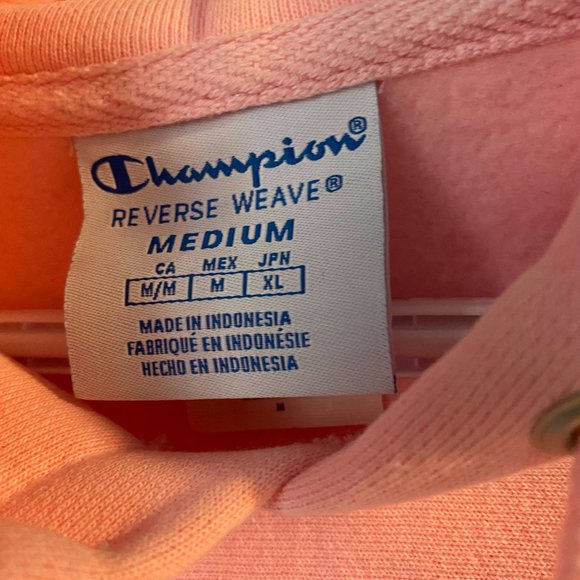 Champion®
REVERSE WEAVE®
MEDIUM
CA MEX JPN
M/M M XL
MADE IN INDONESIA
FABRIQUÉ EN INDONÉSIE
HECHO EN INDONESIA
M